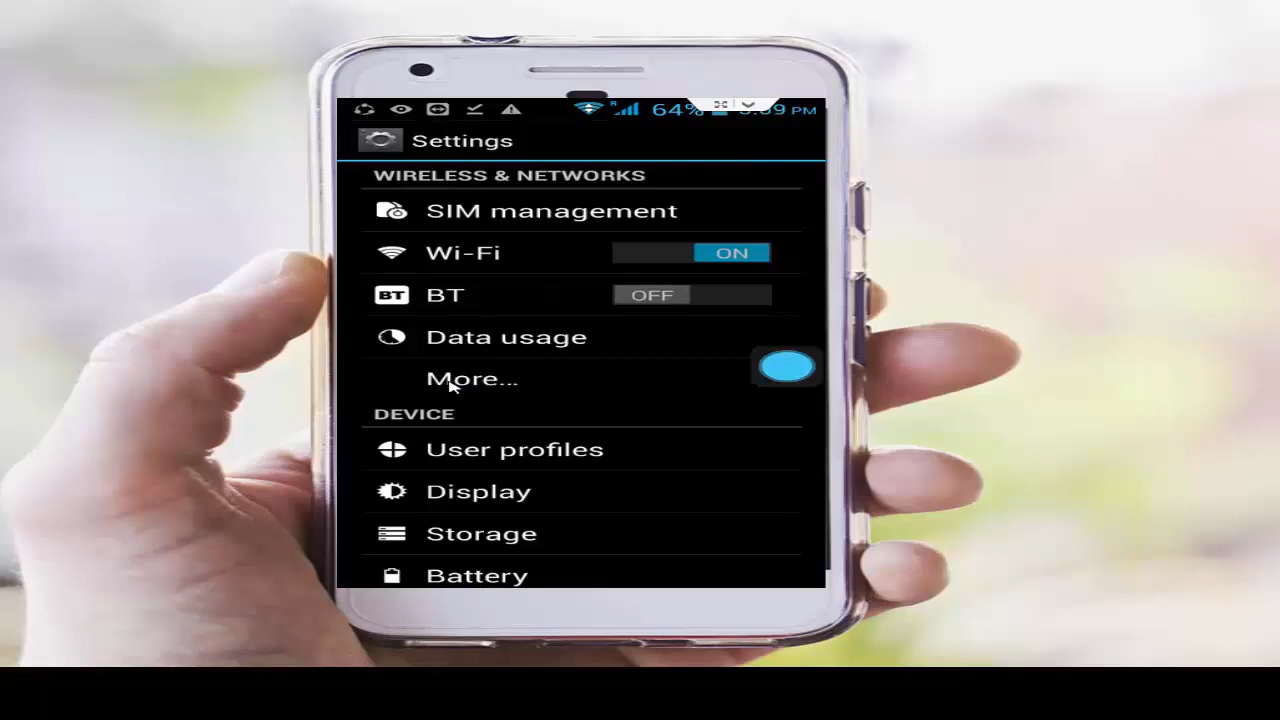 64%
Settings
WIRELESS & NETWORKS
SIM management
Wi-Fi ON
BT BT OFF
Data usage
More...
DEVICE
User profiles
Display
Storage
Battery